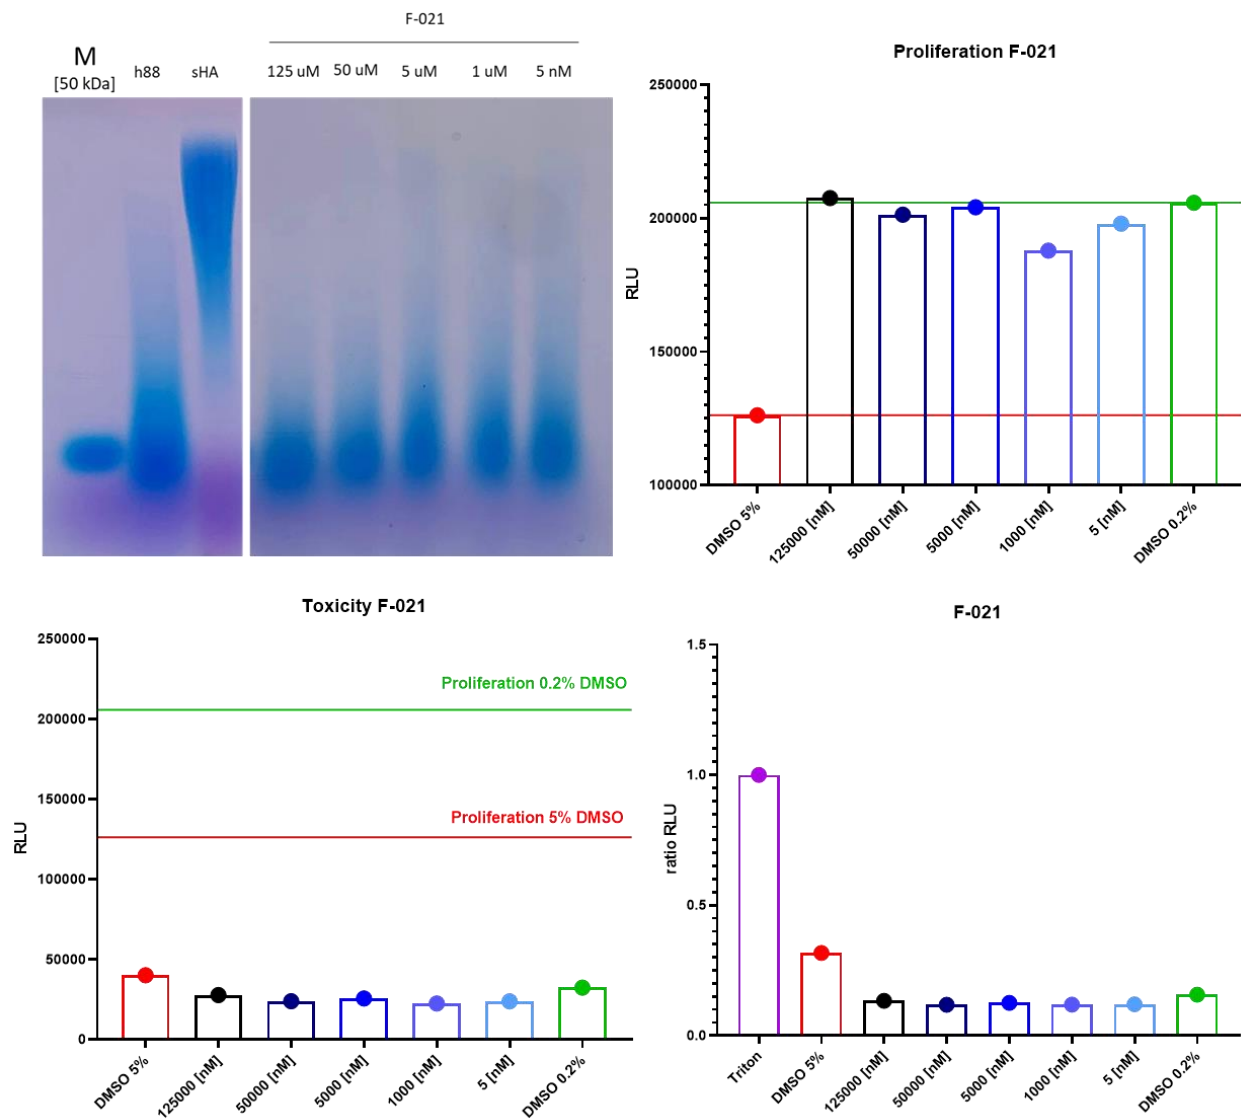 F-021
M
[50 kDa]
h88
sHA
125 uM
50 uM
5 uM
1 uM
5 nM
Proliferation F-021
250000
200000
150000
100000
RLU
DMSO 5%
125000 [nM]
50000 [nM]
5000 [nM]
1000 [nM]
5 [nM]
DMSO 0.2%
Toxicity F-021
250000
200000
150000
100000
50000
0
RLU
Proliferation 0.2% DMSO
Proliferation 5% DMSO
DMSO 5%
125000 [nM]
50000 [nM]
5000 [nM]
1000 [nM]
5 [nM]
DMSO 0.2%
F-021
1.5
1.0
0.5
0.0
ratio RLU
Triton
DMSO 5%
125000 [nM]
50000 [nM]
5000 [nM]
1000 [nM]
5 [nM]
DMSO 0.2%